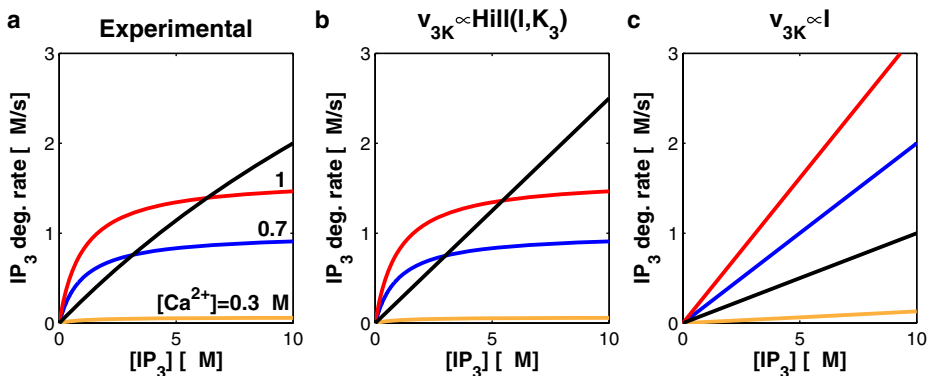 a
Experimental
3
2
1
0
0
5
10
IP3 deg. rate [ M/s]
[IP3] [ M]
1
0.7
[Ca2+]=0.3 M
b
v3K∝Hill(I,K3)
3
2
1
0
0
5
10
IP3 deg. rate [ M/s]
[IP3] [ M]
c
v3K∝I
3
2
1
0
0
5
10
IP3 deg. rate [ M/s]
[IP3] [ M]